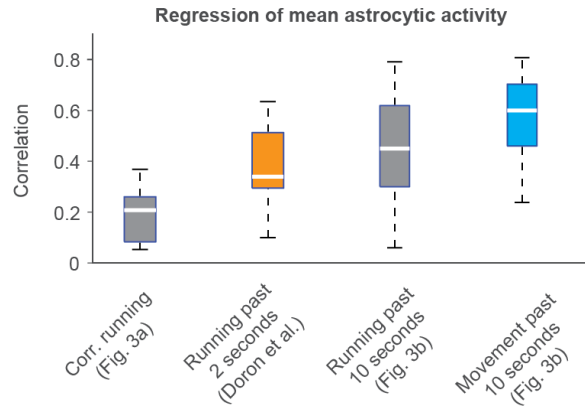 Regression of mean astrocytic activity
Correlation
0.8
0.6
0.4
0.2
0
Corr. running
(Fig. 3a)
Running past
2 seconds
(Doron et al.)
Running past
10 seconds
(Fig. 3b)
Movement past
10 seconds
(Fig. 3b)